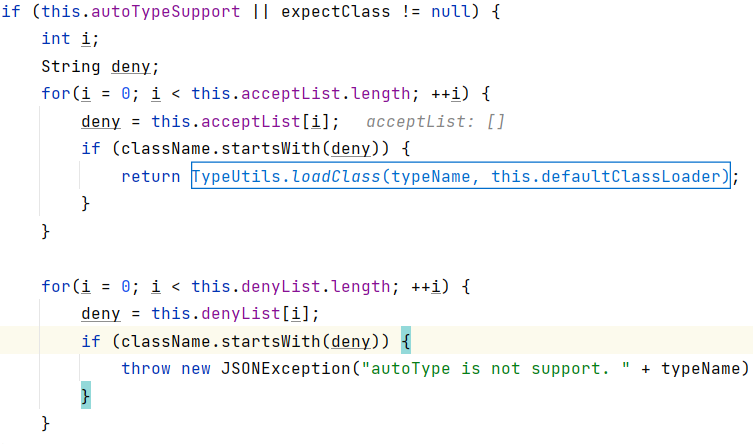 if (this.autoTypeSupport || expectClass != null) {
    int i;
    String deny;
    for(i = 0; i < this.acceptList.length; ++i) {
        deny = this.acceptList[i];   acceptList: []
        if (className.startsWith(deny)) {
            return TypeUtils.loadClass(typeName, this.defaultClassLoader);
        }
    }

    for(i = 0; i < this.denyList.length; ++i) {
        deny = this.denyList[i];
        if (className.startsWith(deny)) {
            throw new JSONException("autoType is not support. " + typeName)
        }
    }